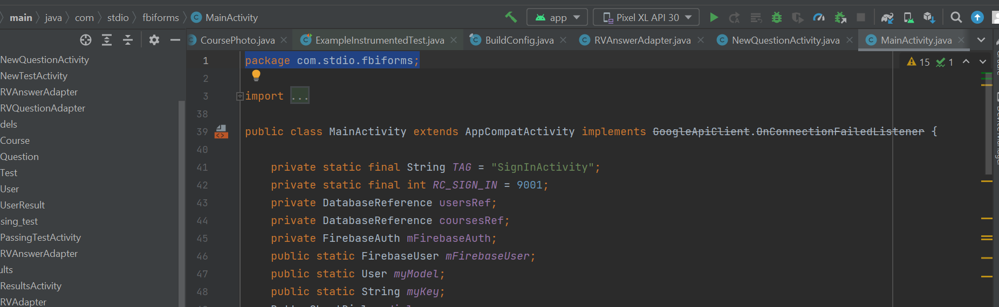 main java com stdio fbiforms MainActivity app Pixel XL API 30
CoursePhoto.java ExampleInstrumentedTest.java BuildConfig.java RVAnswerAdapter.java NewQuestionActivity.java MainActivity.java
NewQuestionActivity
NewTestActivity
RVAnswerAdapter
RVQuestionAdapter
dels
Course
Question
Test
User
UserResult
sing_test
PassingTestActivity
RVAnswerAdapter
ults
ResultsActivity
RVAdapter
1 package com.stdio.fbiforms;
15 1
2
3 import ...
38
39 public class MainActivity extends AppCompatActivity implements GoogleApiClient.OnConnectionFailedListener {
40
41 private static final String TAG = "SignInActivity";
42 private static final int RC_SIGN_IN = 9001;
43 private DatabaseReference usersRef;
44 private DatabaseReference coursesRef;
45 private FirebaseAuth mFirebaseAuth;
46 public static FirebaseUser mFirebaseUser;
47 public static User myModel;
48 public static String myKey;